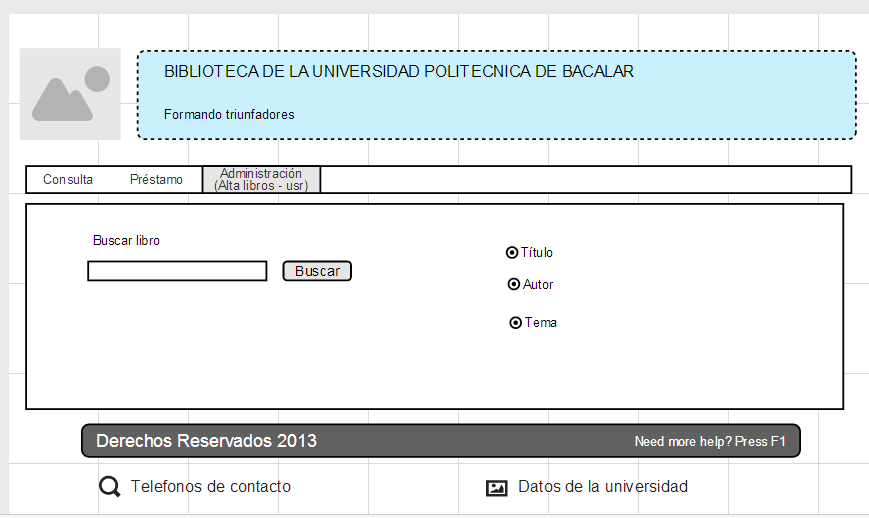 BIBLIOTECA DE LA UNIVERSIDAD POLITECNICA DE BACALAR
Formando triunfadores
Consulta
Préstamo
Administración
(Alta libros - usr)
Buscar libro
Buscar
Título
Autor
Tema
Derechos Reservados 2013
Need more help? Press F1
Telefonos de contacto
Datos de la universidad